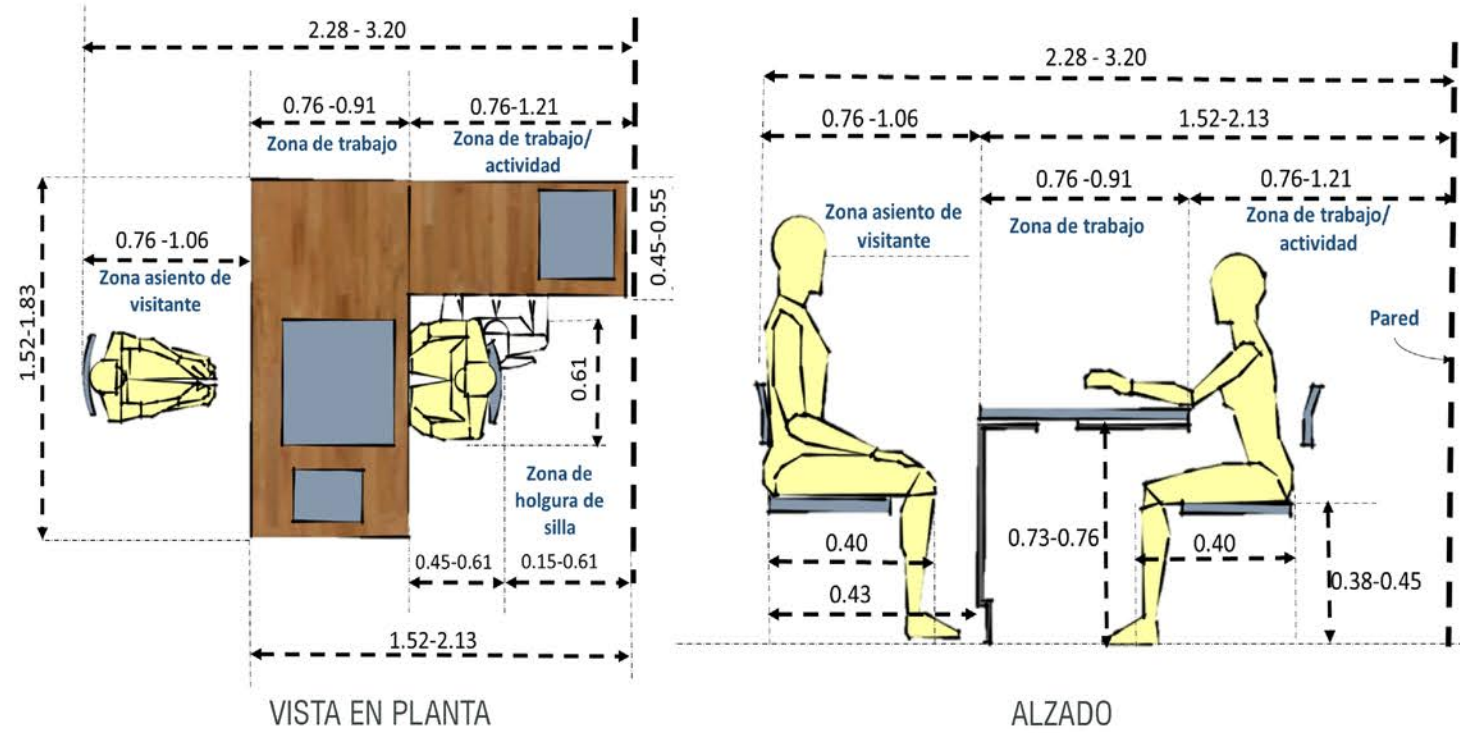 2.28 - 3.20
0.76 -0.91
0.76-1.21
Zona de trabajo
Zona de trabajo/
actividad
0.76 -1.06
Zona asiento de
visitante
1.52-1.83
0.45-0.55
0.61
Zona de
holgura de
silla
0.45-0.61
0.15-0.61
1.52-2.13
VISTA EN PLANTA
2.28 - 3.20
0.76 -1.06
1.52-2.13
0.76 -0.91
0.76-1.21
Zona asiento de
visitante
Zona de trabajo
Zona de trabajo/
actividad
Pared
0.40
0.43
0.73-0.76
0.40
0.38-0.45
ALZADO